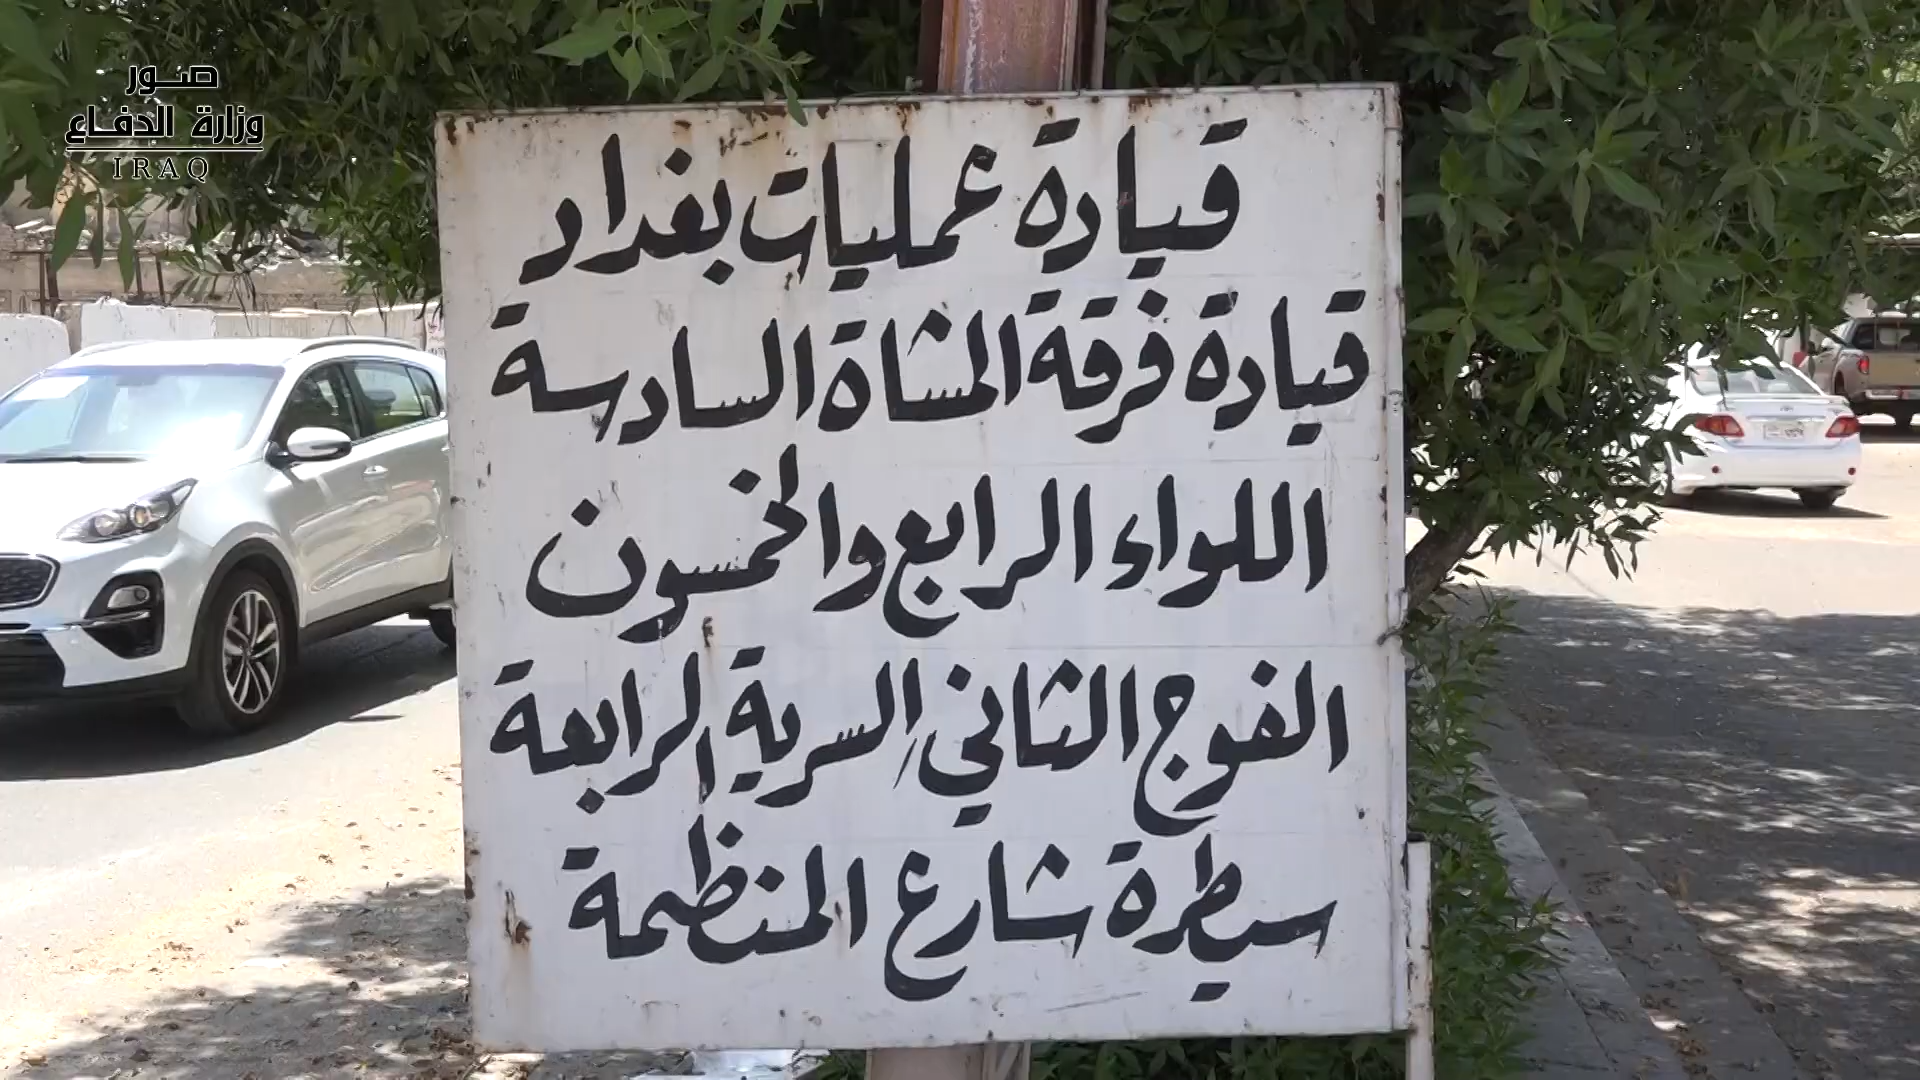 صور
وزارة الدفاع
IRAQ
قيادة عمليات بغداد
قيادة فرقة المشاة السادسة
اللواء الرابع والخمسون
الفوج الثاني السرية الرابعة
سيطرة شارع المنظمة